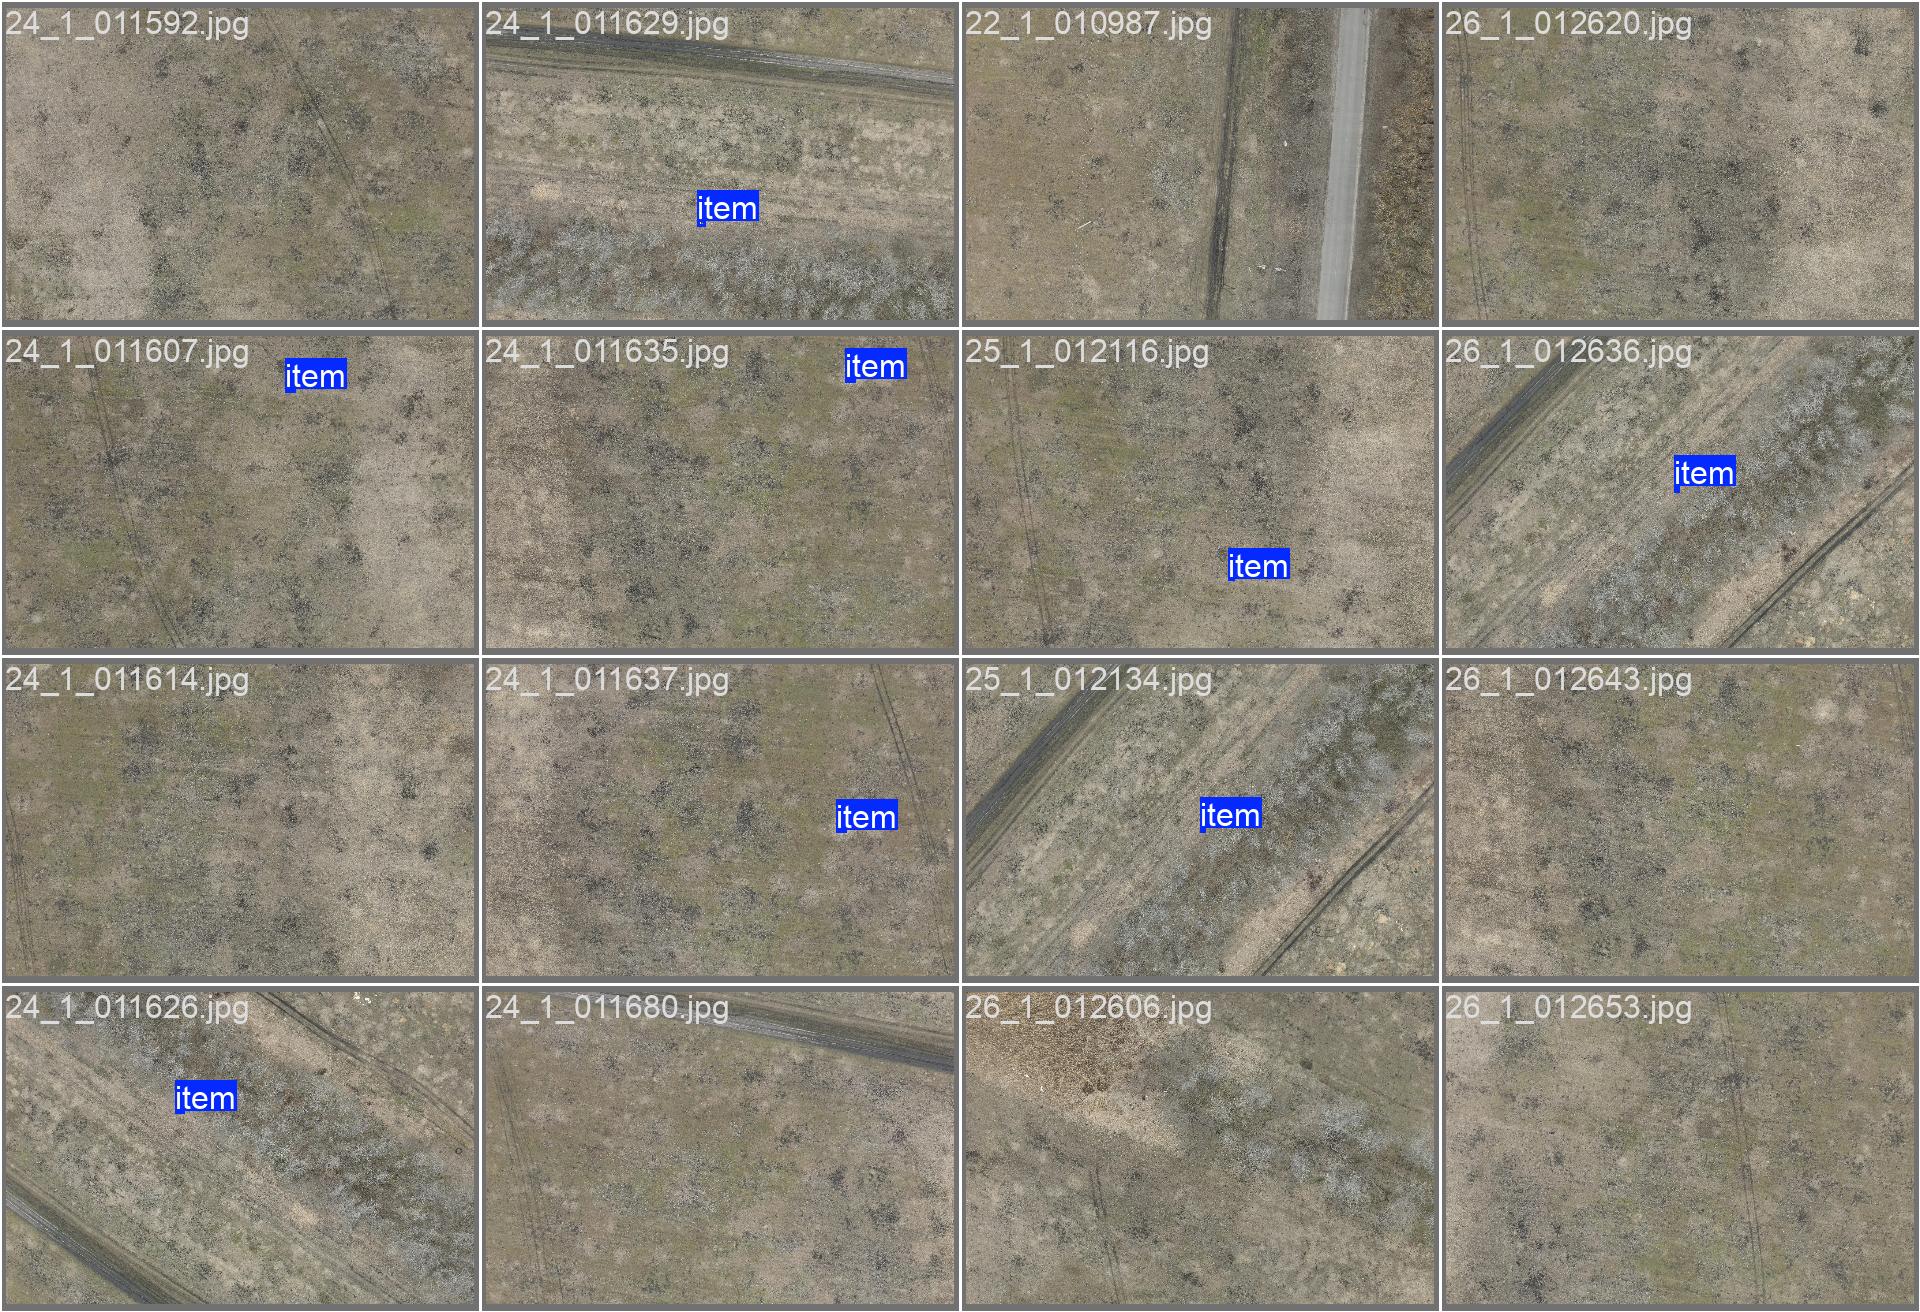 24_1_011592.jpg
24_1_011629.jpg
22_1_010987.jpg
26_1_012620.jpg
item
24_1_011607.jpg
24_1_011635.jpg
25_1_012116.jpg
26_1_012636.jpg
item
item
item
item
24_1_011614.jpg
24_1_011637.jpg
25_1_012134.jpg
26_1_012643.jpg
item
item
24_1_011626.jpg
24_1_011680.jpg
26_1_012606.jpg
26_1_012653.jpg
item